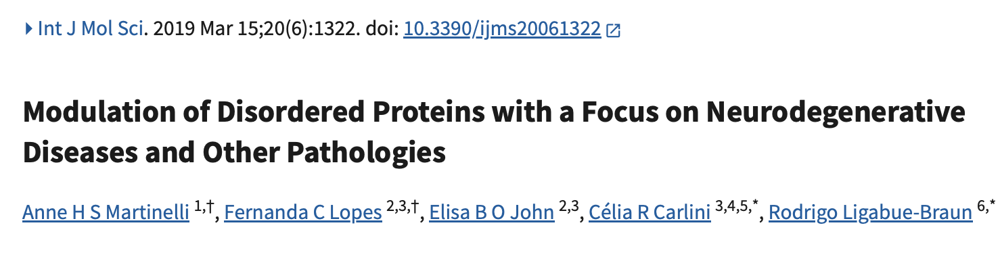 Int J Mol Sci. 2019 Mar 15;20(6):1322. doi: 10.3390/ijms20061322
Modulation of Disordered Proteins with a Focus on Neurodegenerative
Diseases and Other Pathologies
Anne H S Martinelli 1,†, Fernanda C Lopes 2,3,†, Elisa B O John 2,3, Célia R Carlini 3,4,5,*, Rodrigo Ligabue-Braun 6,*